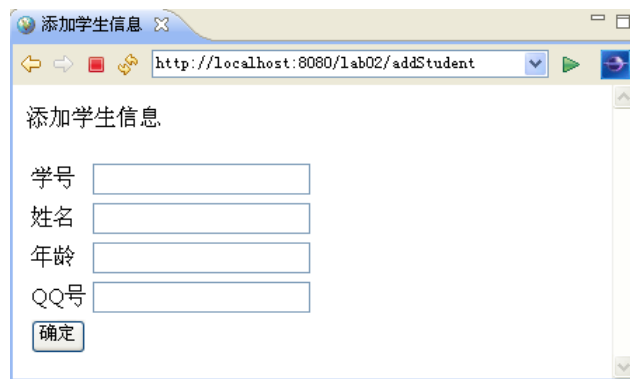 添加学生信息
http://localhost:8080/lab02/addStudent
添加学生信息
学号
姓名
年龄
QQ号
确定